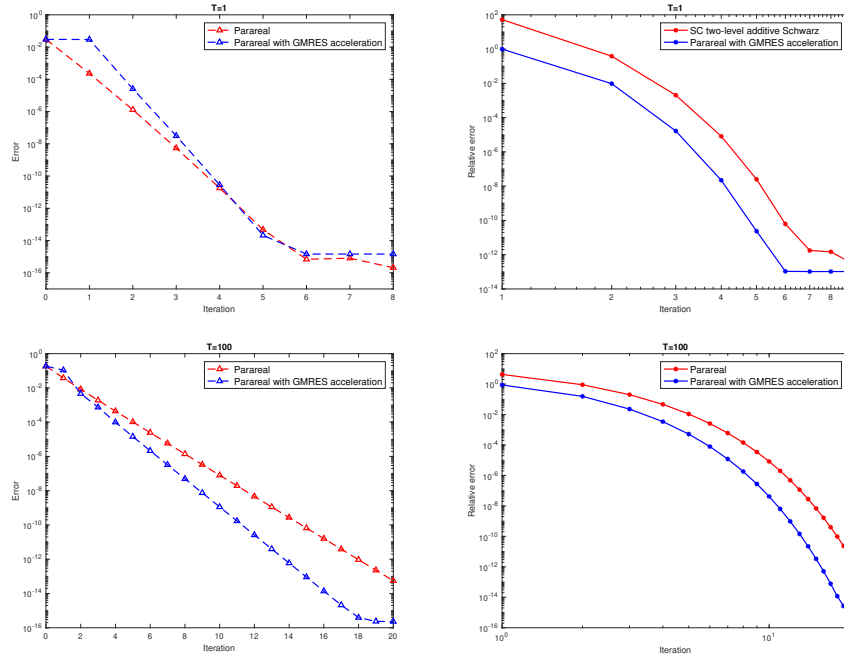 T=1
10^0
10^-2
10^-4
10^-6
10^-8
10^-10
10^-12
10^-14
10^-16
Error
0 1 2 3 4 5 6 7 8
Iteration
Parareal
Parareal with GMRES acceleration
T=1
10^2
10^0
10^-2
10^-4
10^-6
10^-8
10^-10
10^-12
10^-14
Relative error
1 2 3 4 5 6 7 8
Iteration
SC two-level additive Schwarz
Parareal with GMRES acceleration
T=100
10^0
10^-2
10^-4
10^-6
10^-8
10^-10
10^-12
10^-14
10^-16
Error
0 2 4 6 8 10 12 14 16 18 20
Iteration
Parareal
Parareal with GMRES acceleration
T=100
10^2
10^0
10^-2
10^-4
10^-6
10^-8
10^-10
10^-12
10^-14
10^-16
Relative error
10^0 10^1
Iteration
Parareal
Parareal with GMRES acceleration